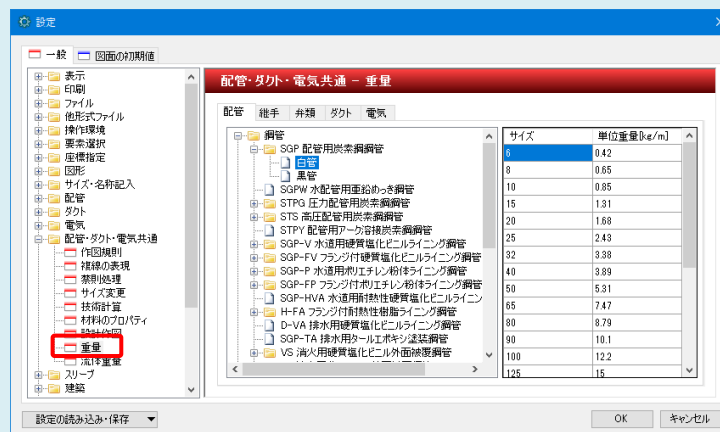 設定
一般 図面の初期値
表示
印刷
ファイル
他形式ファイル
操作環境
要素選択
座標指定
図形
サイズ・名称記入
配管
ダクト
電気
配管・ダクト・電気共通
作図規則
複線の表現
禁則処理
サイズ変更
技術計算
材料のプロパティ
設計作図
重量
流体重量
スリーブ
建築
配管・ダクト・電気共通 - 重量
配管 継手 弁類 ダクト 電気
鋼管
SGP 配管用炭素鋼鋼管
白管
黒管
SGPW 水配管用亜鉛めっき鋼管
STPG 圧力配管用炭素鋼鋼管
STS 高圧配管用炭素鋼鋼管
STPY 配管用アーク溶接炭素鋼鋼管
SGP-V 水道用硬質塩化ビニルライニング鋼管
SGP-FV フランジ付硬質塩化ビニルライニング鋼管
SGP-P 水道用ポリエチレン粉体ライニング鋼管
SGP-FP フランジ付ポリエチレン粉体ライニング鋼管
SGP-HVA 水道用耐熱性硬質塩化ビニルライニン
H-FA フランジ付耐熱性樹脂ライニング鋼管
D-VA 排水用硬質塩化ビニルライニング鋼管
SGP-TA 排水用タールエポキシ塗装鋼管
VS 消火用硬質塩化ビニル外面被覆鋼管
サイズ 単位重量[kg/m]
6 0.42
8 0.65
10 0.85
15 1.31
20 1.68
25 2.43
32 3.38
40 3.89
50 5.31
65 7.47
80 8.79
90 10.1
100 12.2
125 15
設定の読み込み・保存
OK キャンセル